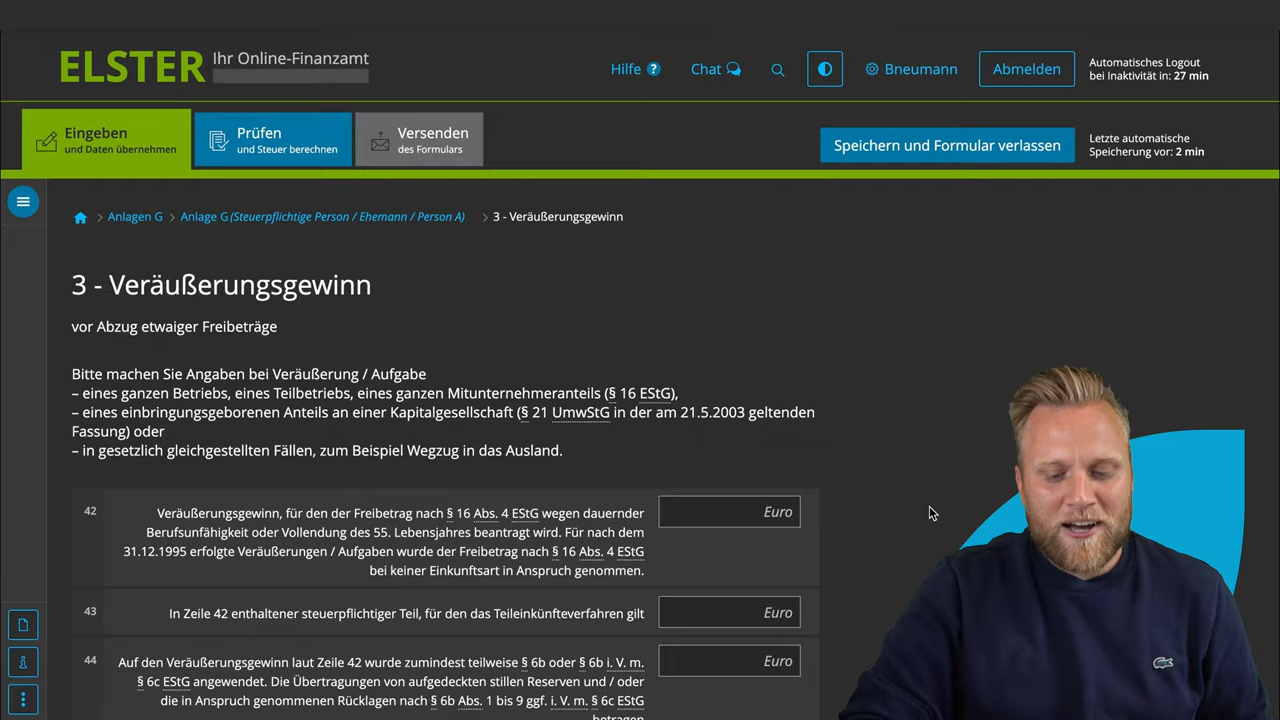 ELSTER Ihr Online-Finanzamt
Hilfe ?
Chat
Bneumann
Abmelden
Automatisches Logout
bei Inaktivität in: 27 min
Eingeben
und Daten übernehmen
Prüfen
und Steuer berechnen
Versenden
des Formulars
Speichern und Formular verlassen
Letzte automatische
Speicherung vor: 2 min
Anlagen G > Anlage G (Steuerpflichtige Person / Ehemann / Person A) > 3 - Veräußerungsgewinn
3 - Veräußerungsgewinn
vor Abzug etwaiger Freibeträge
Bitte machen Sie Angaben bei Veräußerung / Aufgabe
– eines ganzen Betriebs, eines Teilbetriebs, eines ganzen Mitunternehmeranteils (§ 16 EStG),
– eines einbringungsgeborenen Anteils an einer Kapitalgesellschaft (§ 21 UmwStG in der am 21.5.2003 geltenden
Fassung) oder
– in gesetzlich gleichgestellten Fällen, zum Beispiel Wegzug in das Ausland.
42 Veräußerungsgewinn, für den der Freibetrag nach § 16 Abs. 4 EStG wegen dauernder Euro
Berufsunfähigkeit oder Vollendung des 55. Lebensjahres beantragt wird. Für nach dem
31.12.1995 erfolgte Veräußerungen / Aufgaben wurde der Freibetrag nach § 16 Abs. 4 EStG
bei keiner Einkunftsart in Anspruch genommen.
43 In Zeile 42 enthaltener steuerpflichtiger Teil, für den das Teileinkünfteverfahren gilt Euro
44 Auf den Veräußerungsgewinn laut Zeile 42 wurde zumindest teilweise § 6b oder § 6b i. V. m. Euro
§ 6c EStG angewendet. Die Übertragungen von aufgedeckten stillen Reserven und / oder
die in Anspruch genommenen Rücklagen nach § 6b Abs. 1 bis 9 ggf. i. V. m. § 6c EStG
betragen